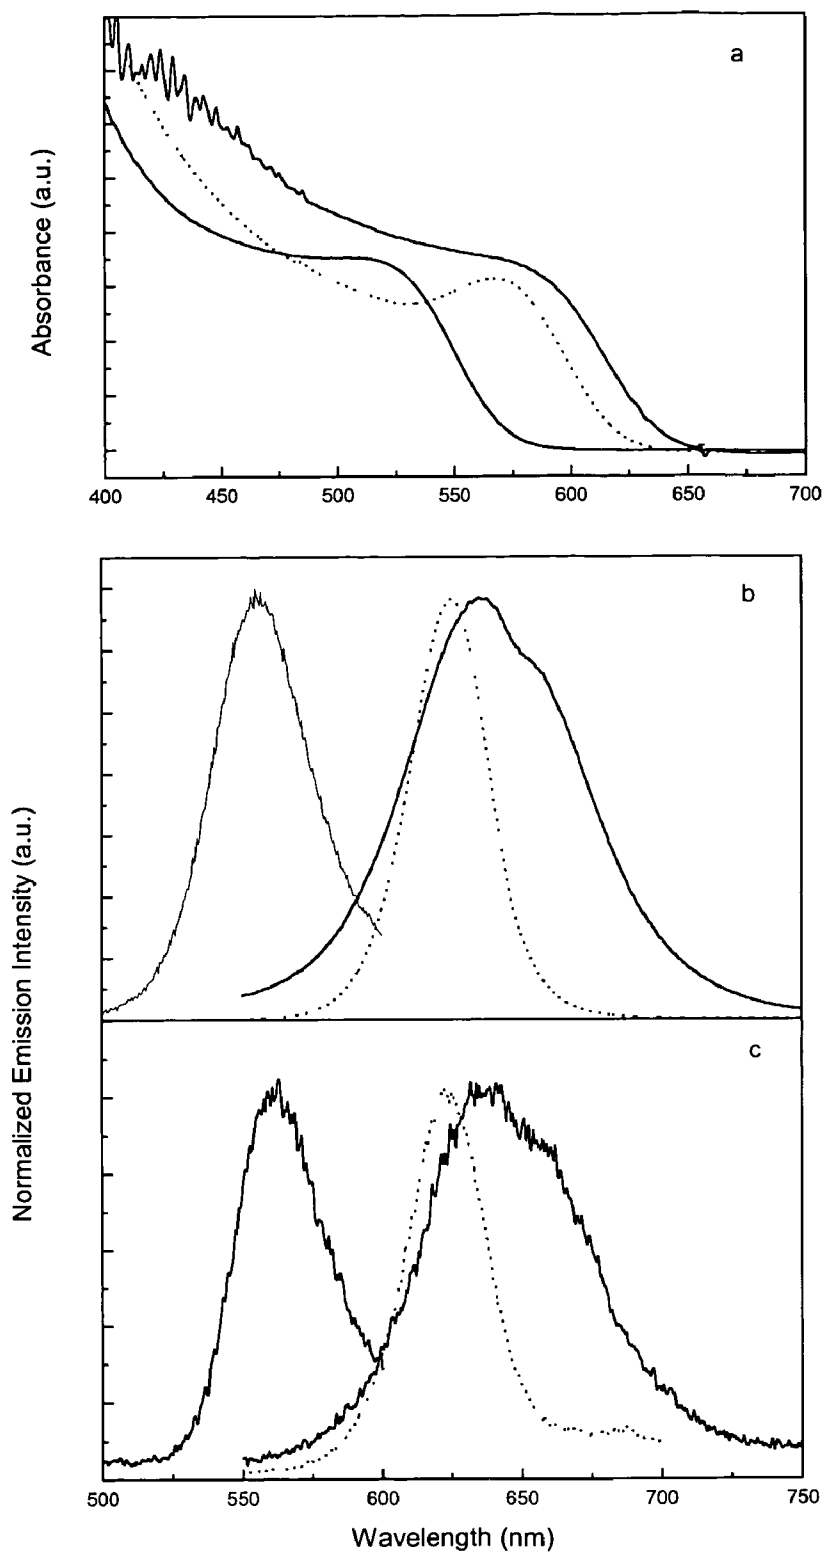 a
Absorbance (a.u.)
400 450 500 550 600 650 700
b
Normalized Emission Intensity (a.u.)
c
500 550 600 650 700 750
Wavelength (nm)